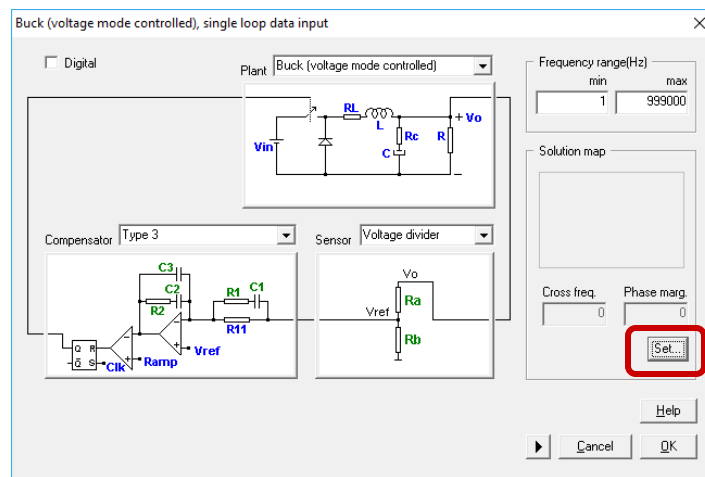 Buck (voltage mode controlled), single loop data input
Digital
Plant Buck (voltage mode controlled)
Vin
RL
L
Rc
C
R
+ Vo
Frequency range(Hz)
min max
1 999000
Solution map
Cross freq. Phase marg.
0 0
Set...
Compensator Type 3
C3
C2
R2
R1 C1
R11
Vref
Ramp
Clk
Q R
Q̅ S
Sensor Voltage divider
Vo
Vref
Ra
Rb
Help
Cancel OK